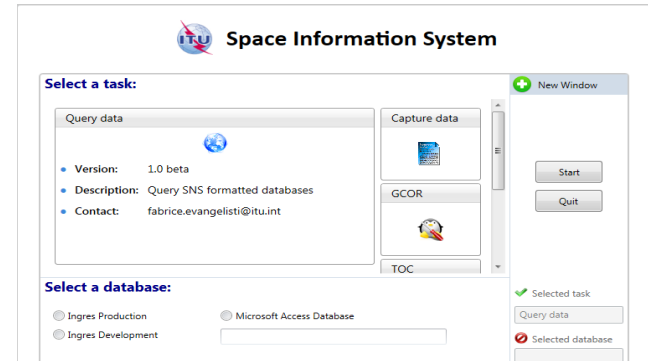 ITU
Space Information System
Select a task:
New Window
Query data
Capture data
Version: 1.0 beta
Description: Query SNS formatted databases
Contact: fabrice.evangelisti@itu.int
Start
Quit
GCOR
TOC
Select a database:
Selected task
Ingres Production
Microsoft Access Database
Query data
Ingres Development
Selected database